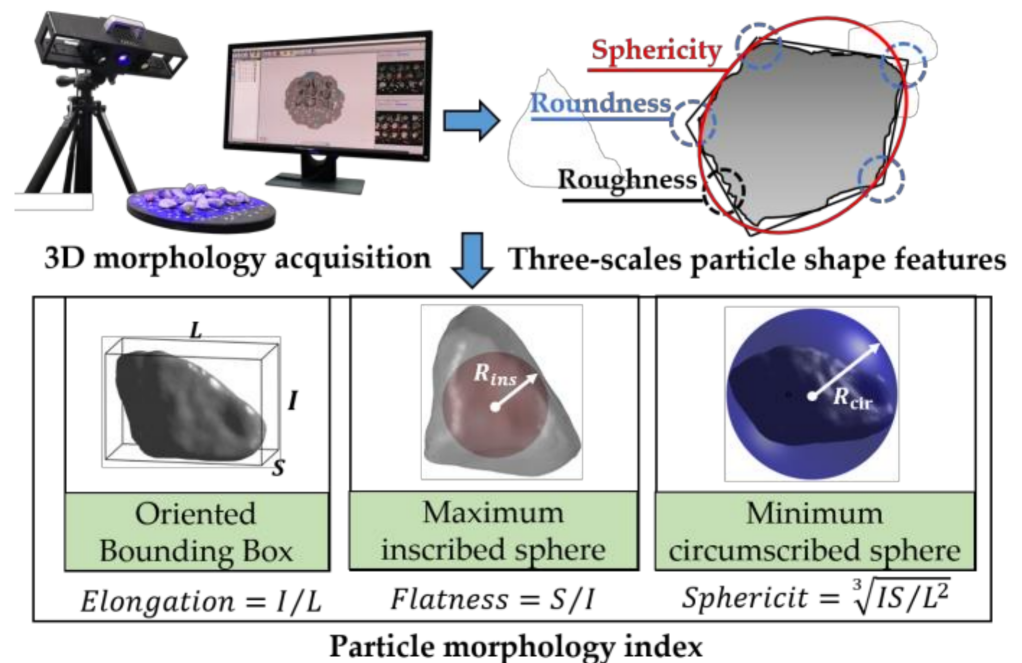 Sphericity
Roundness
Roughness
3D morphology acquisition
Three-scales particle shape features
L
I
S
R_ins
R_cir
Oriented
Bounding Box
Maximum
inscribed sphere
Minimum
circumscribed sphere
Elongation = I/L
Flatness = S/I
Sphericit = ∛(IS/L²)
Particle morphology index